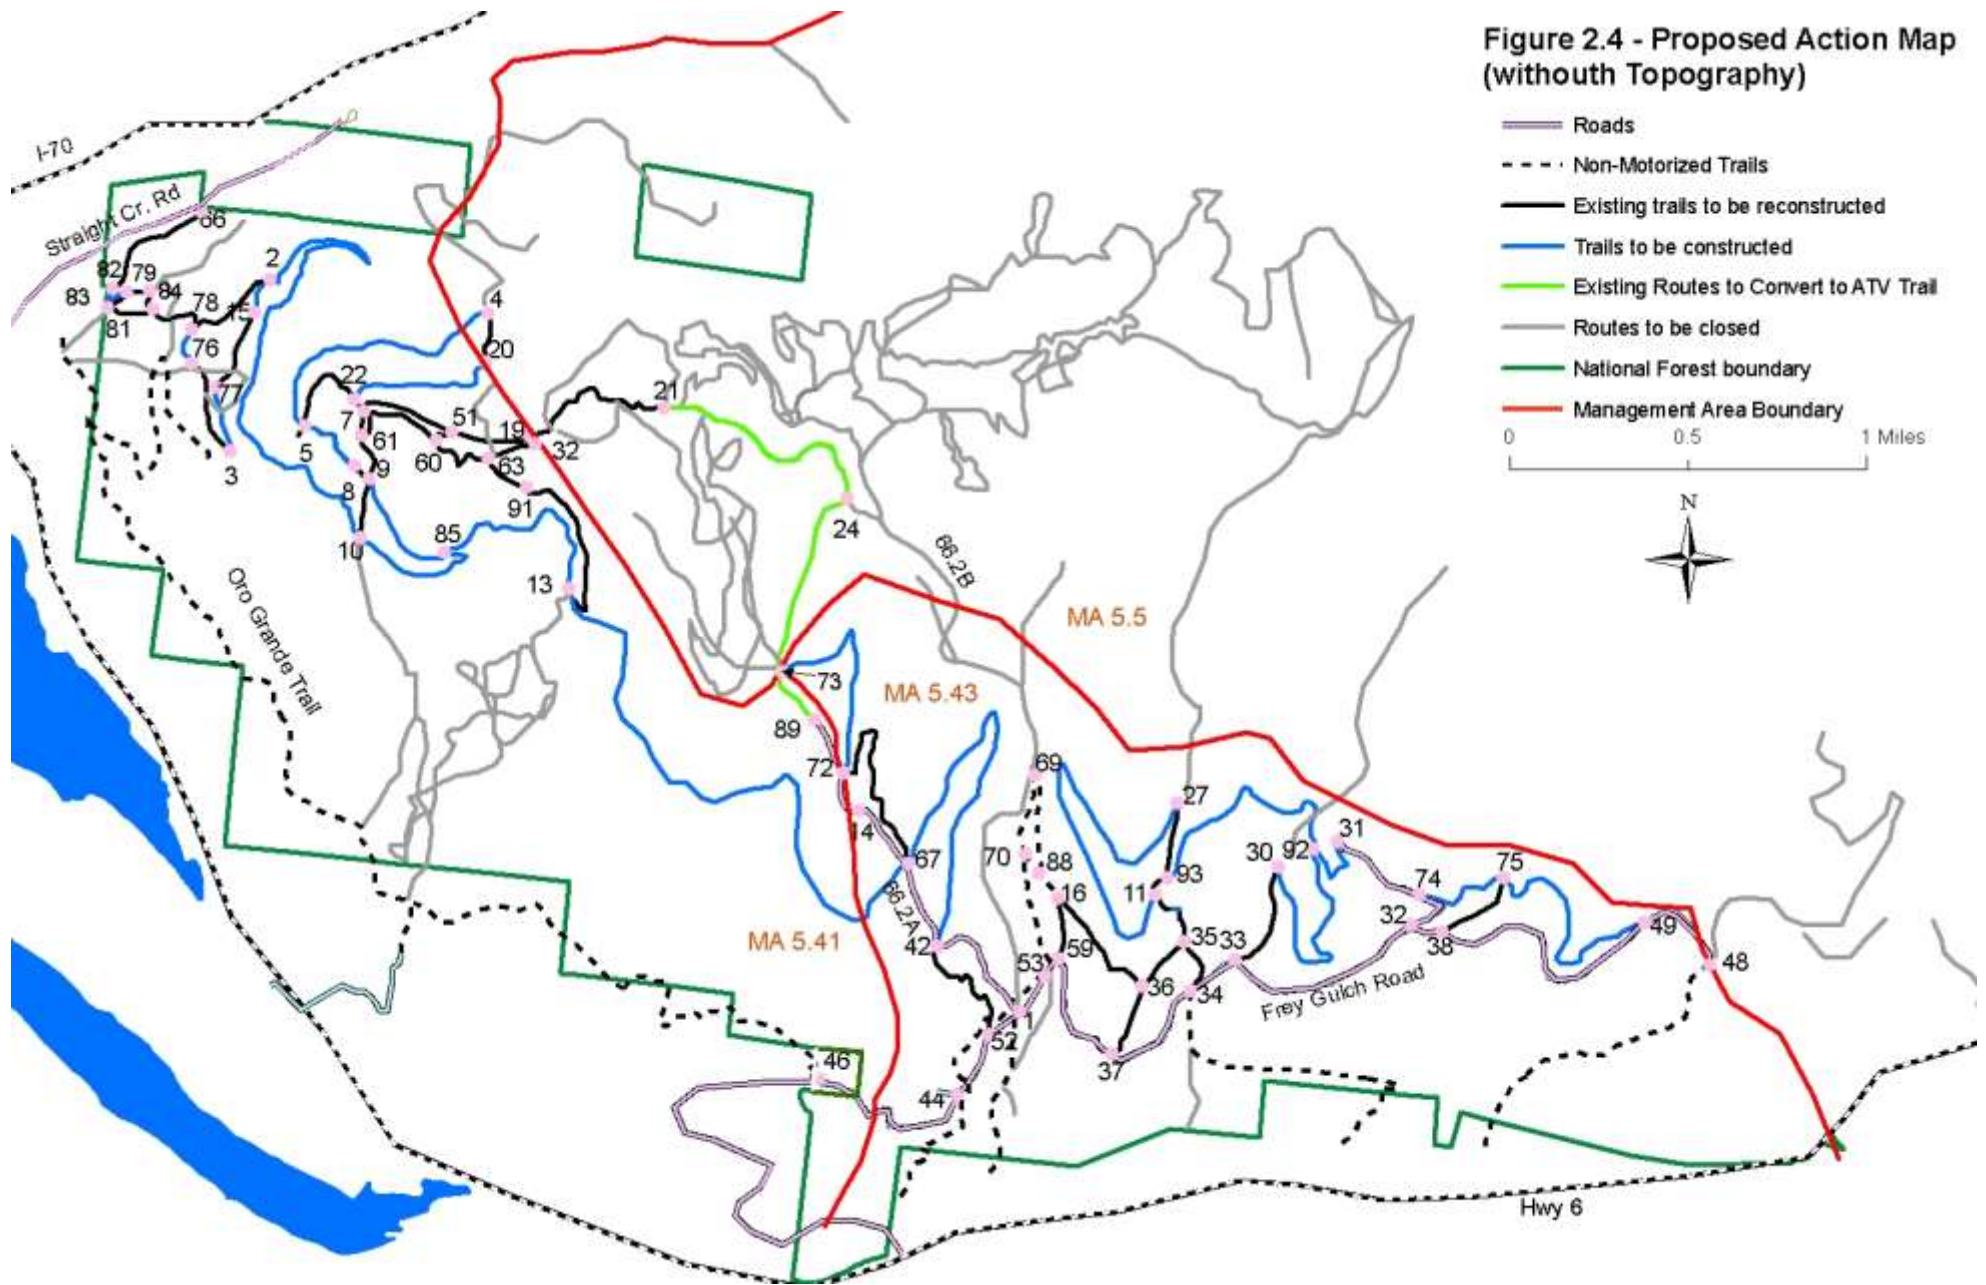 Figure 2.4 - Proposed Action Map
(withouth Topography)
Roads
Non-Motorized Trails
Existing trails to be reconstructed
Trails to be constructed
Existing Routes to Convert to ATV Trail
Routes to be closed
National Forest boundary
Management Area Boundary
0 0.5 1 Miles
N
I-70
Straight Cr. Rd
66
82 79
2
83
84
78
15
81
4
76
20
22
77
21
7
51
19
5
61
32
3
60
63
9
8
91
24
85
10
66.2B
13
Oro Grande Trail
MA 5.5
73
MA 5.43
89
72
69
27
14
31
67
70
30
92
75
88
93
74
16
11
66.2A
32
MA 5.41
42
35
38
49
59
33
53
48
36
34
Frey Gulch Road
1
52
46
37
44
Hwy 6